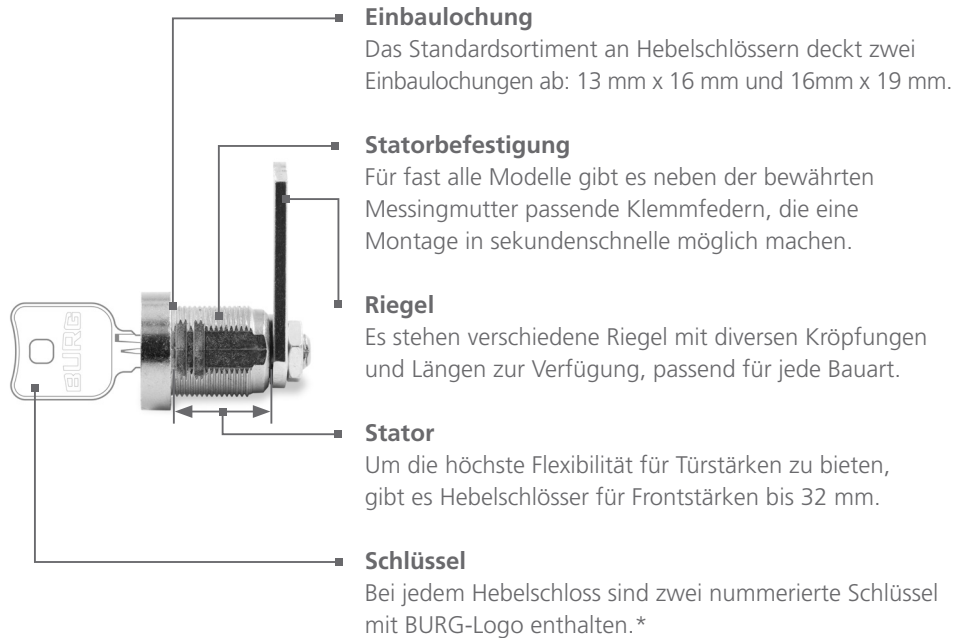 Einbaulochung
Das Standardsortiment an Hebelschlössern deckt zwei
Einbaulochungen ab: 13 mm x 16 mm und 16mm x 19 mm.
Statorbefestigung
Für fast alle Modelle gibt es neben der bewährten
Messingmutter passende Klemmfedern, die eine
Montage in sekundenschnelle möglich machen.
Riegel
Es stehen verschiedene Riegel mit diversen Kröpfungen
und Längen zur Verfügung, passend für jede Bauart.
BURG
Stator
Um die höchste Flexibilität für Türstärken zu bieten,
gibt es Hebelschlösser für Frontstärken bis 32 mm.
Schlüssel
Bei jedem Hebelschloss sind zwei nummerierte Schlüssel
mit BURG-Logo enthalten.*